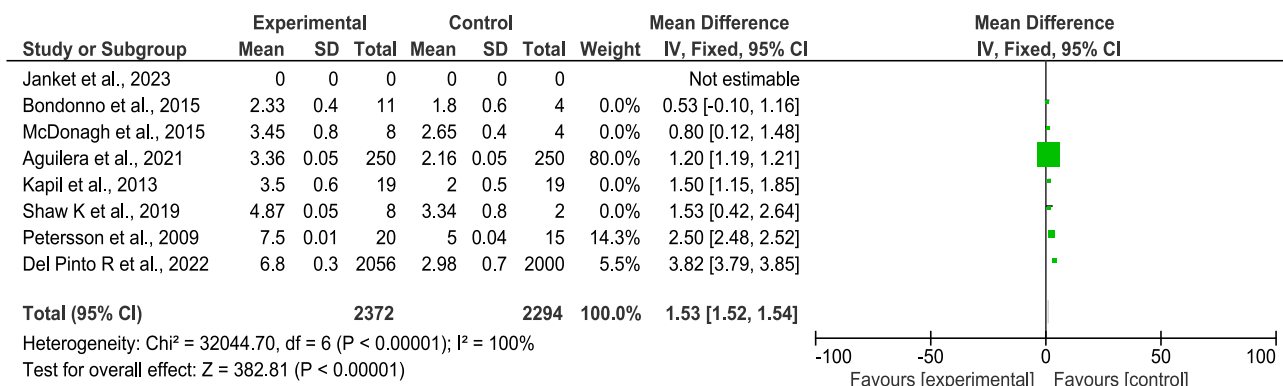 Experimental Control Mean Difference Mean Difference
Study or Subgroup Mean SD Total Mean SD Total Weight IV, Fixed, 95% CI IV, Fixed, 95% CI
Janket et al., 2023 0 0 0 0 0 0 Not estimable
Bondonno et al., 2015 2.33 0.4 11 1.8 0.6 4 0.0% 0.53 [-0.10, 1.16]
McDonagh et al., 2015 3.45 0.8 8 2.65 0.4 4 0.0% 0.80 [0.12, 1.48]
Aguilera et al., 2021 3.36 0.05 250 2.16 0.05 250 80.0% 1.20 [1.19, 1.21]
Kapil et al., 2013 3.5 0.6 19 2 0.5 19 0.0% 1.50 [1.15, 1.85]
Shaw K et al., 2019 4.87 0.05 8 3.34 0.8 2 0.0% 1.53 [0.42, 2.64]
Petersson et al., 2009 7.5 0.01 20 5 0.04 15 14.3% 2.50 [2.48, 2.52]
Del Pinto R et al., 2022 6.8 0.3 2056 2.98 0.7 2000 5.5% 3.82 [3.79, 3.85]
Total (95% CI) 2372 2294 100.0% 1.53 [1.52, 1.54]
Heterogeneity: Chi² = 32044.70, df = 6 (P < 0.00001); I² = 100%
Test for overall effect: Z = 382.81 (P < 0.00001)
-100 -50 0 50 100
Favours [experimental] Favours [control]